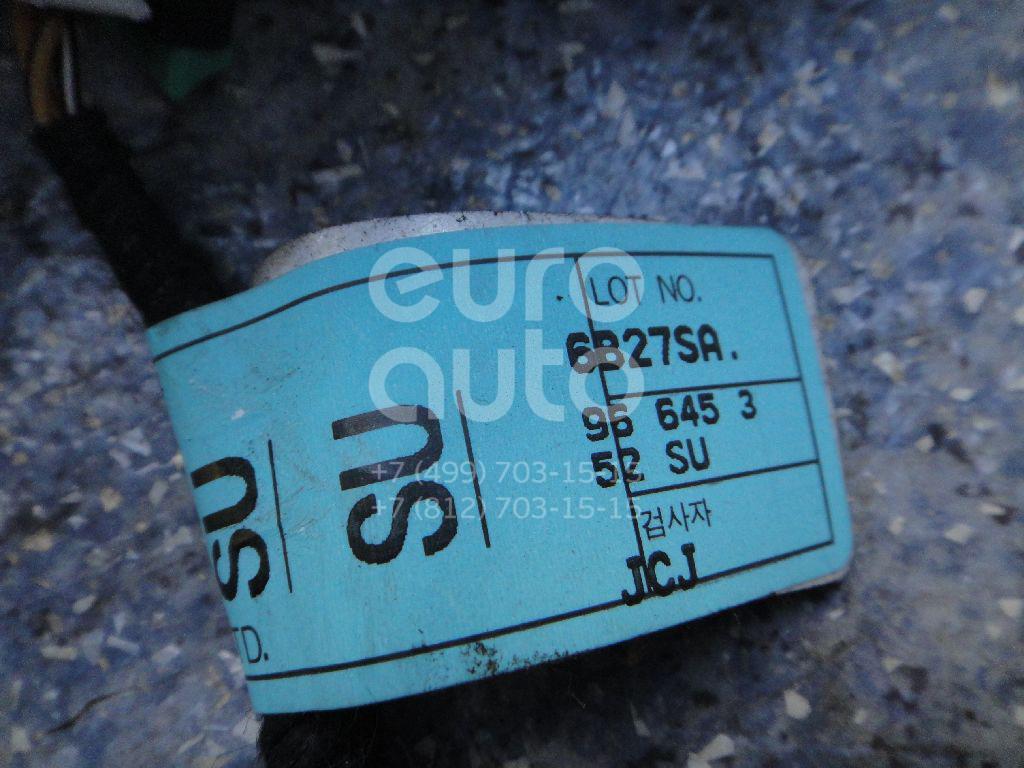 LOT NO.
6B27SA.
96 645 3
52 SU
검사자
JCJ
SU
SU
TD.
euro
auto
+7 (499) 703-15-15
+7 (812) 703-15-15